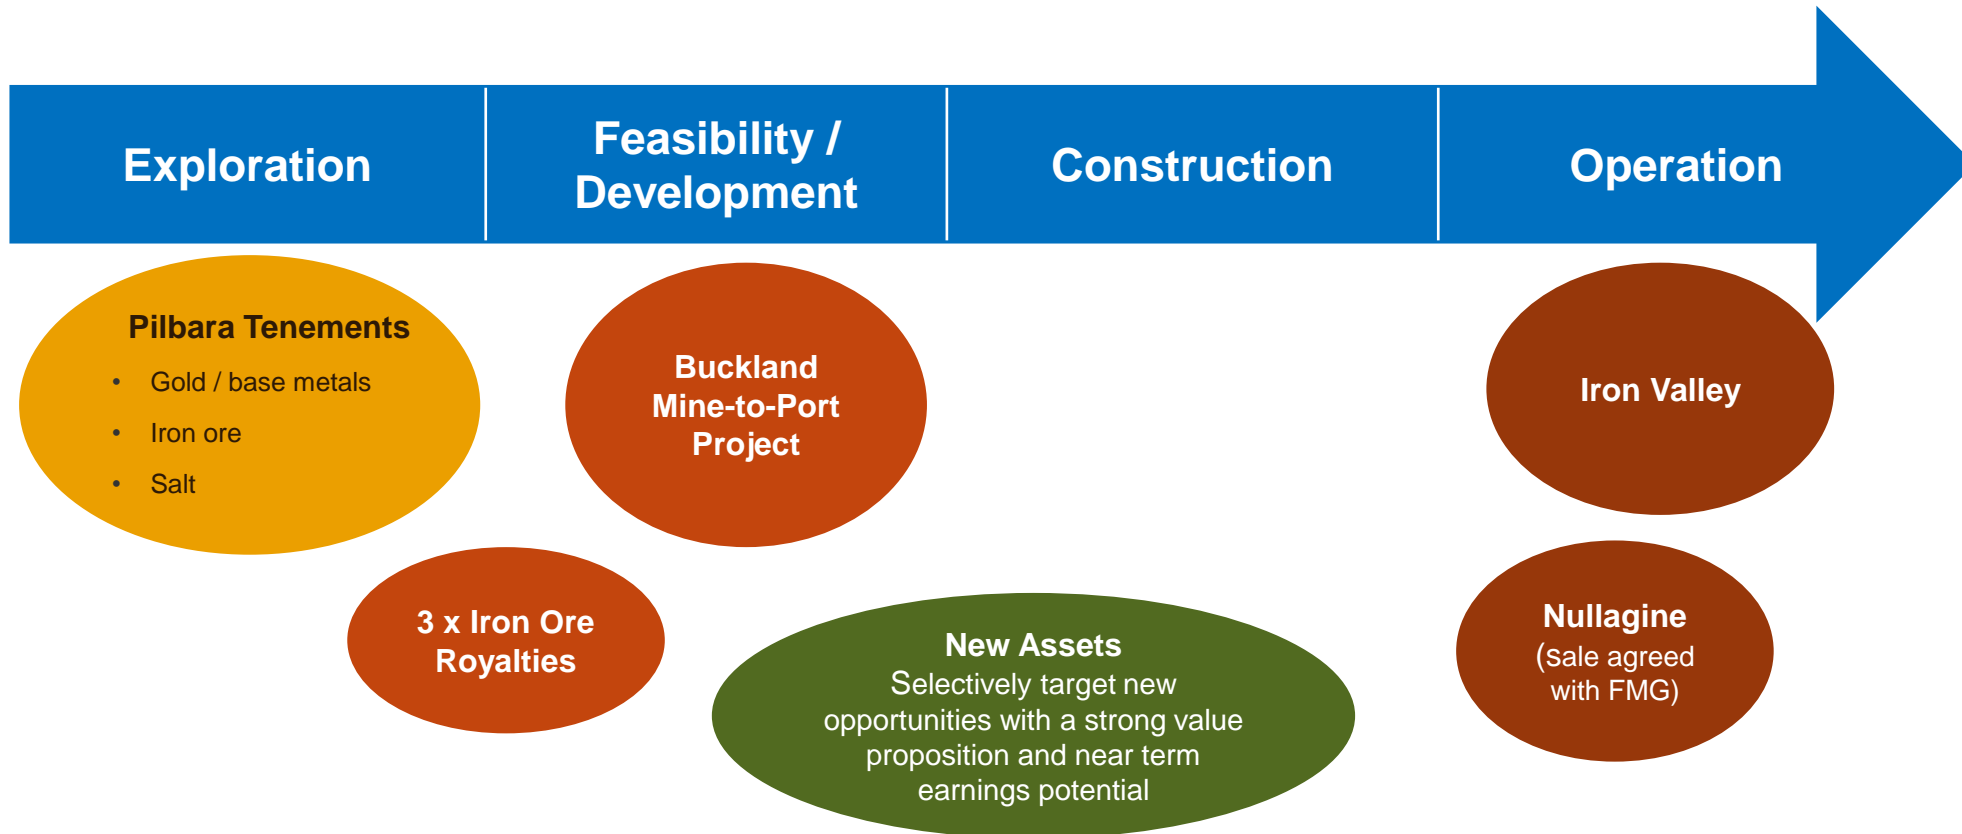 Exploration
Feasibility /
Development
Construction
Operation
Pilbara Tenements
• Gold / base metals
• Iron ore
• Salt
Buckland
Mine-to-Port
Project
Iron Valley
3 x Iron Ore
Royalties
New Assets
Selectively target new
opportunities with a strong value
proposition and near term
earnings potential
Nullagine
(sale agreed
with FMG)